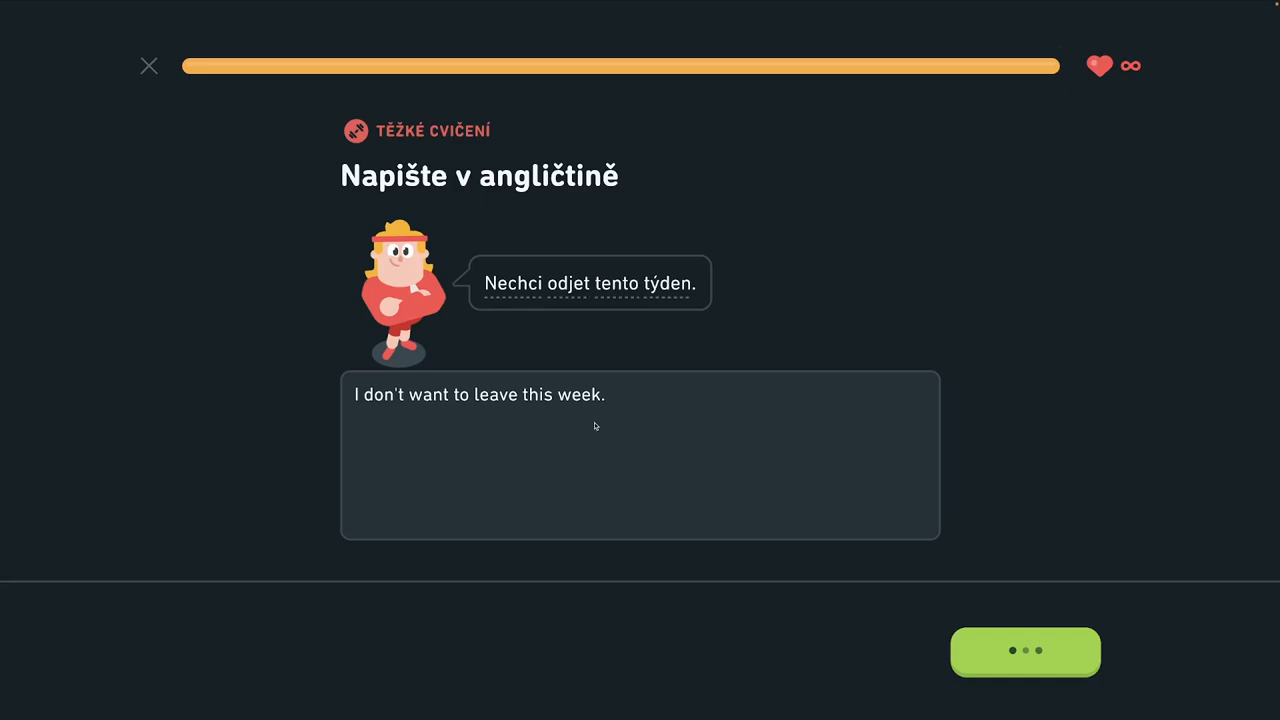 ∞
TĚŽKÉ CVIČENÍ
Napište v angličtině
Nechci odjet tento týden.
I don't want to leave this week.